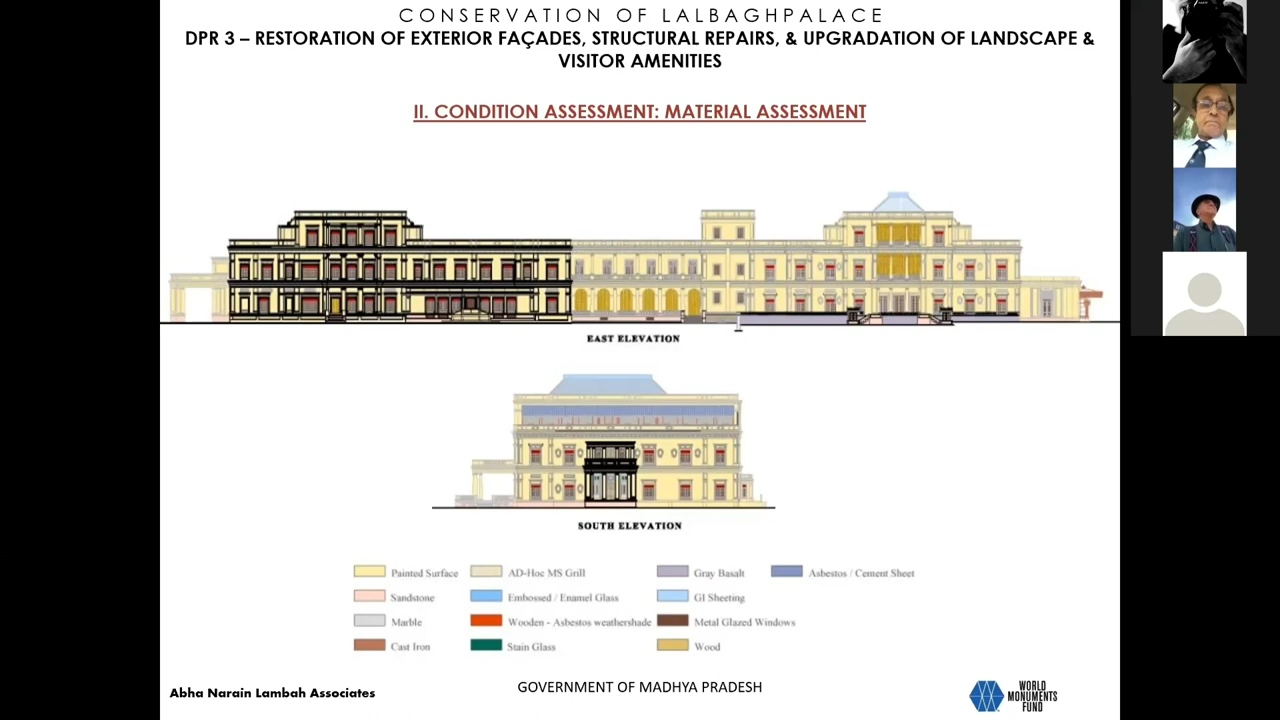 CONSERVATION OF LALBAGHPALACE
DPR 3 – RESTORATION OF EXTERIOR FAÇADES, STRUCTURAL REPAIRS, & UPGRADATION OF LANDSCAPE &
VISITOR AMENITIES
II. CONDITION ASSESSMENT: MATERIAL ASSESSMENT
EAST ELEVATION
SOUTH ELEVATION
Painted Surface
AD-Hoc MS Grill
Gray Basalt
Asbestos / Cement Sheet
Sandstone
Embossed / Enamel Glass
GI Sheeting
Marble
Wooden - Asbestos weathershade
Metal Glazed Windows
Cast Iron
Stain Glass
Wood
Abha Narain Lambah Associates
GOVERNMENT OF MADHYA PRADESH
WORLD
MONUMENTS
FUND